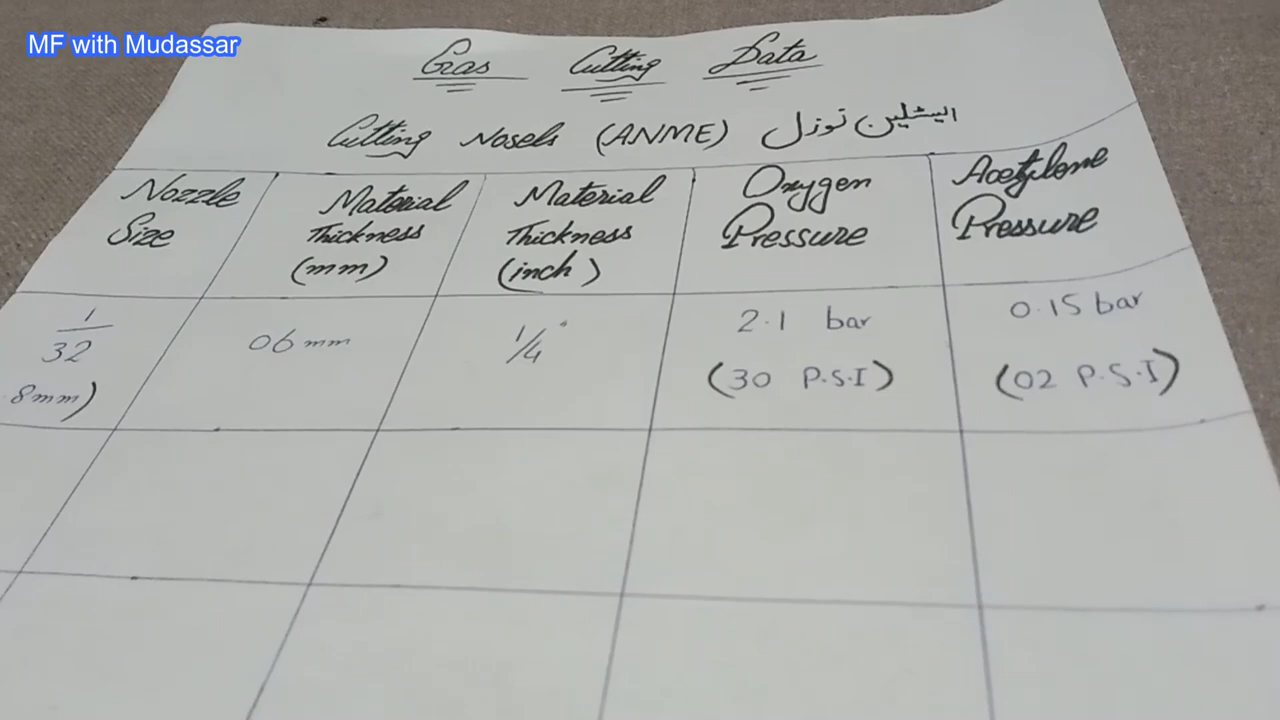 MF with Mudassar
Gas Cutting Data
Cutting Nosels (ANME) ایسٹلین نوزل
Nozzle
Size
Material
Thickness
(mm)
Material
Thickness
(inch)
Oxygen
Pressure
Acetylene
Pressure
1
32
8mm)
06 mm
1/4"
2.1 bar
(30 P.S.I)
0.15 bar
(02 P.S.I)